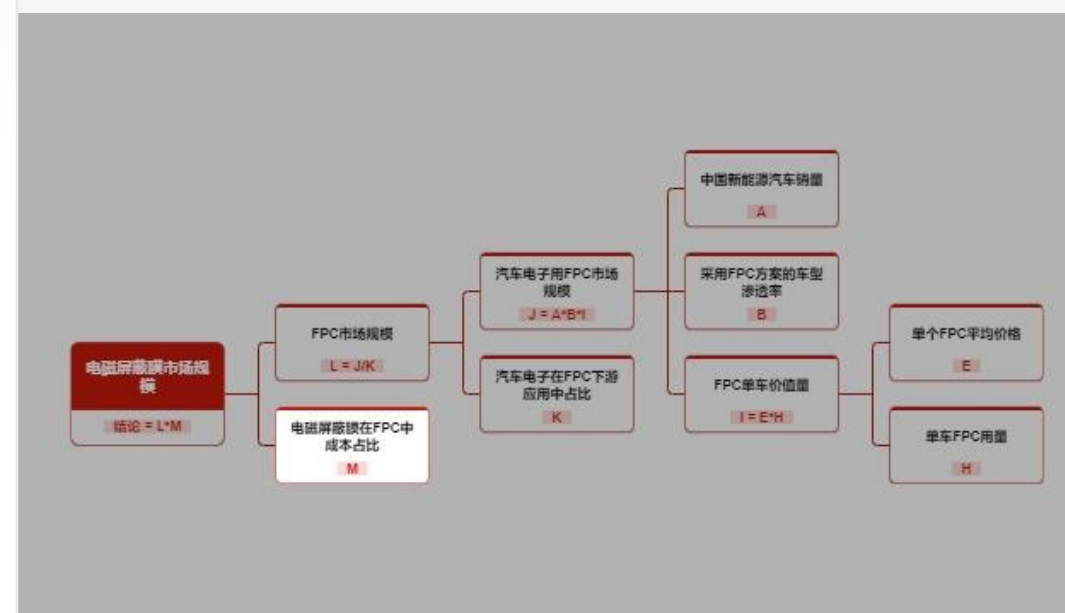 中国新能源汽车销量
A
汽车电子用FPC市场
规模
J = A*B*I
采用FPC方案的车型
渗透率
B
FPC市场规模
L = J/K
单个FPC平均价格
E
电磁屏蔽膜市场规
模
结论 = L*M
汽车电子在FPC下游
应用中占比
K
FPC单车价值量
I = E*H
电磁屏蔽膜在FPC中
成本占比
M
单车FPC用量
H